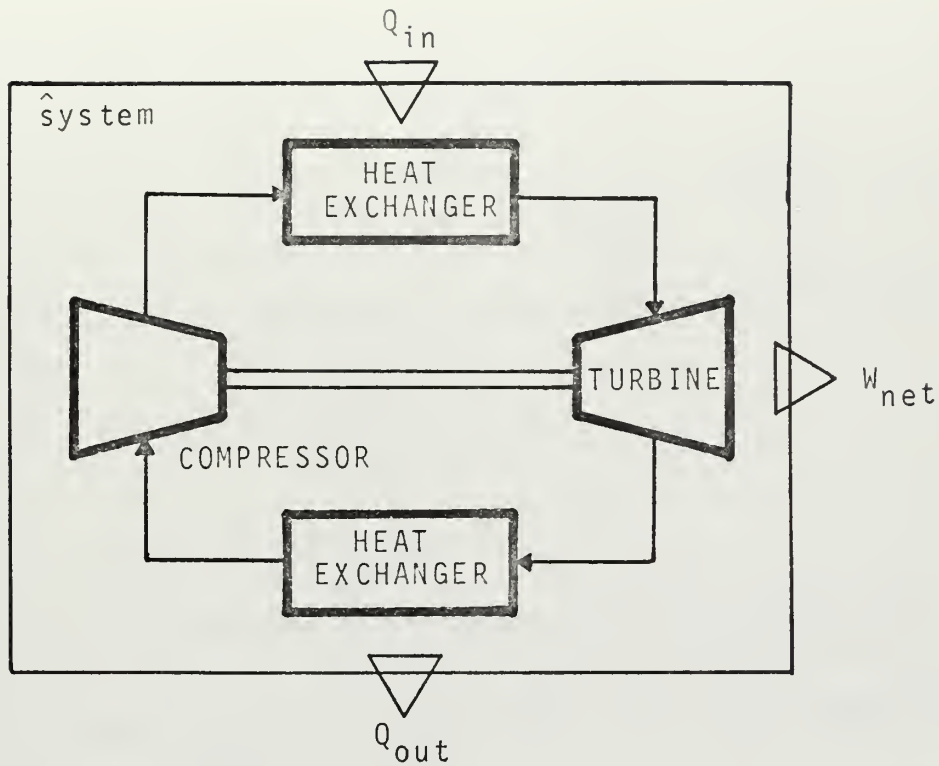 Q_in
^system
HEAT
EXCHANGER
TURBINE
W_net
COMPRESSOR
HEAT
EXCHANGER
Q_out